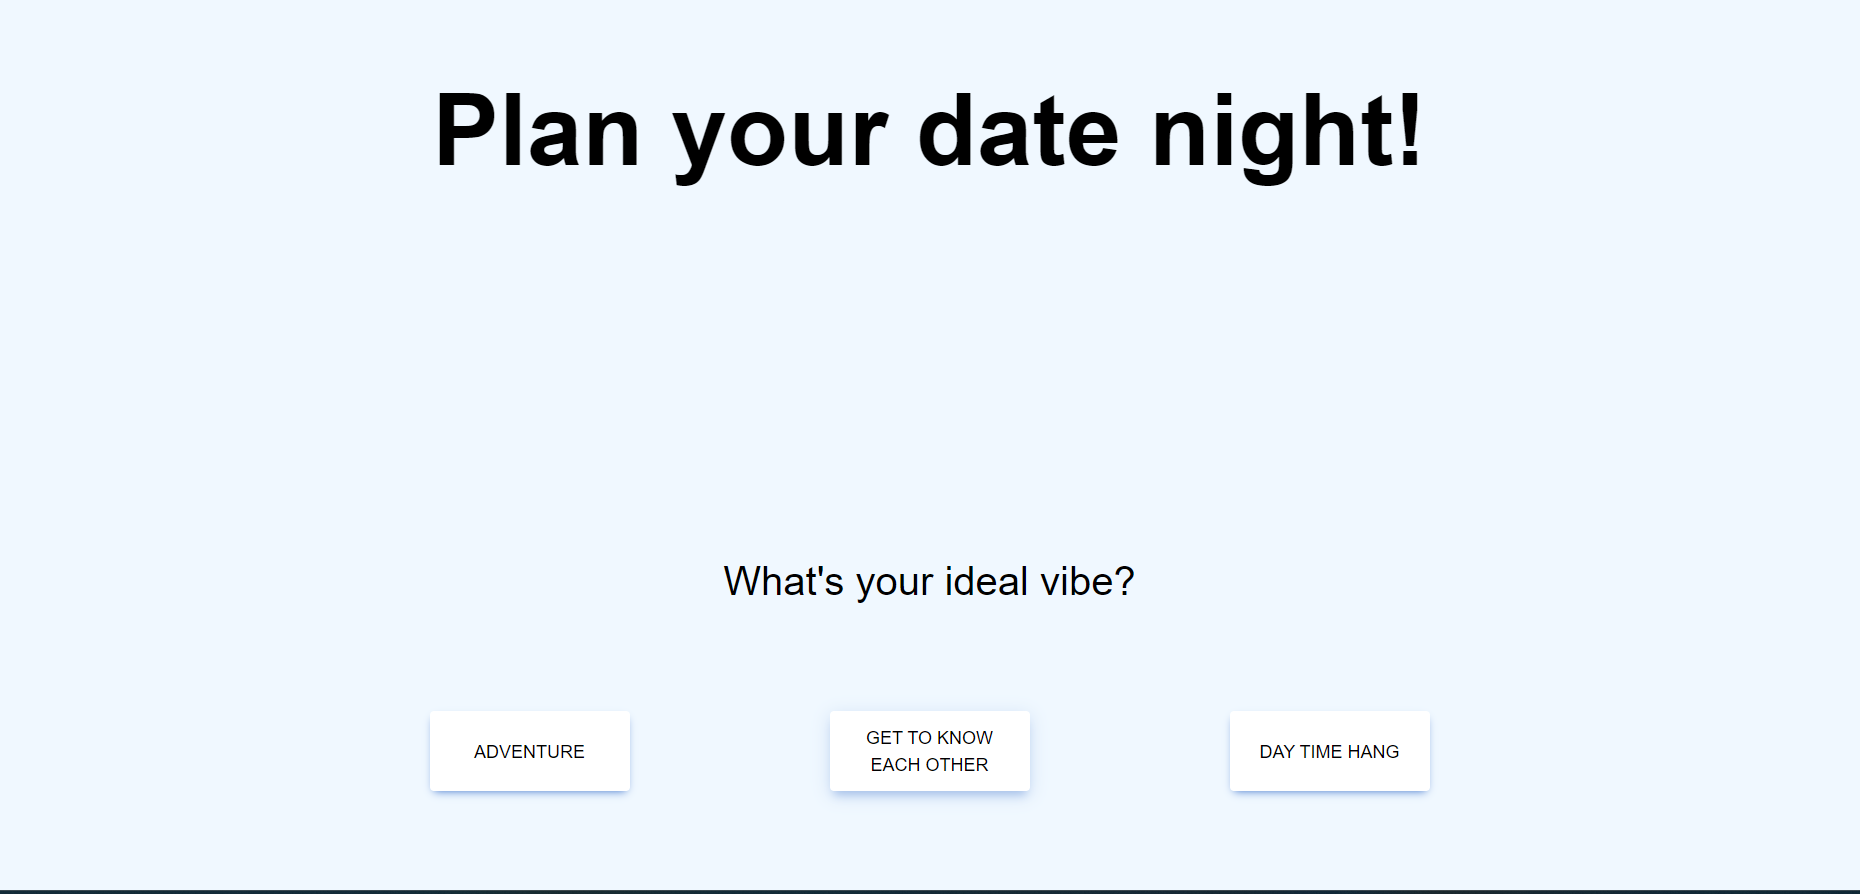 Plan your date night!
What's your ideal vibe?
ADVENTURE
GET TO KNOW
EACH OTHER
DAY TIME HANG